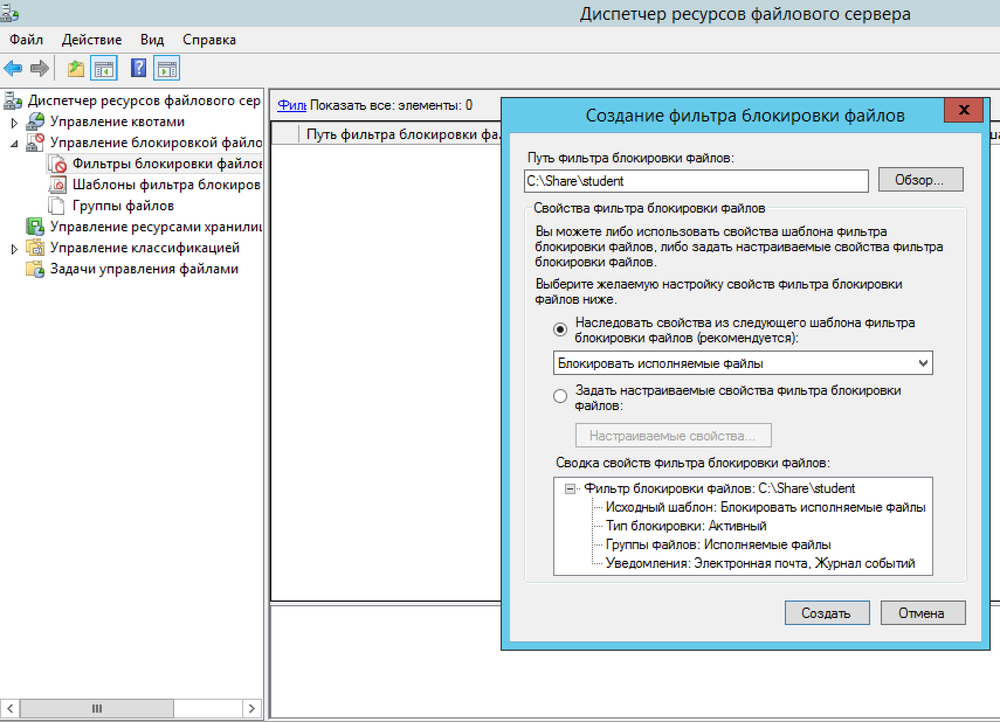 Диспетчер ресурсов файлового сервера
Файл Действие Вид Справка
Диспетчер ресурсов файлового сер
Управление квотами
Управление блокировкой файло
Фильтры блокировки файлов
Шаблоны фильтра блокиров
Группы файлов
Управление ресурсами хранилищ
Управление классификацией
Задачи управления файлами
Филь Показать все: элементы: 0
Путь фильтра блокировки фа...
Создание фильтра блокировки файлов
Путь фильтра блокировки файлов:
C:\Share\student
Обзор...
Свойства фильтра блокировки файлов
Вы можете либо использовать свойства шаблона фильтра
блокировки файлов, либо задать настраиваемые свойства фильтра
блокировки файлов.
Выберите желаемую настройку свойств фильтра блокировки
файлов ниже.
Наследовать свойства из следующего шаблона фильтра
блокировки файлов (рекомендуется):
Блокировать исполняемые файлы
Задать настраиваемые свойства фильтра блокировки
файлов:
Настраиваемые свойства...
Сводка свойств фильтра блокировки файлов:
Фильтр блокировки файлов: C:\Share\student
Исходный шаблон: Блокировать исполняемые файлы
Тип блокировки: Активный
Группы файлов: Исполняемые файлы
Уведомления: Электронная почта, Журнал событий
Создать
Отмена